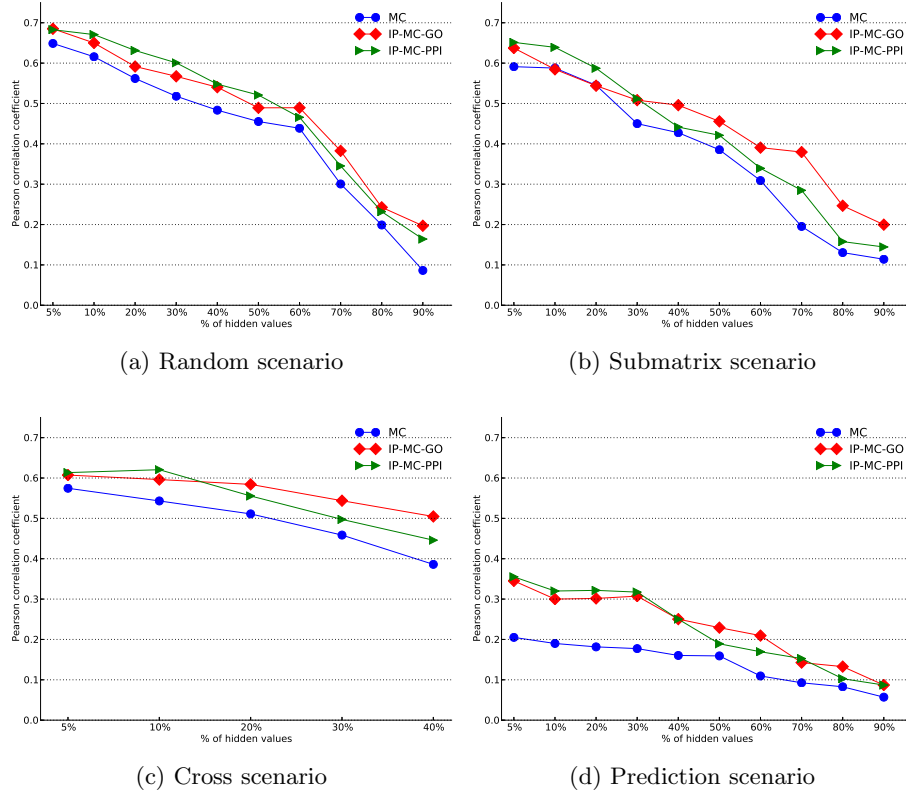 0.7
0.6
0.5
0.4
0.3
0.2
0.1
0.0
Pearson correlation coefficient
MC
IP-MC-GO
IP-MC-PPI
5% 10% 20% 30% 40% 50% 60% 70% 80% 90%
% of hidden values
(a) Random scenario
0.7
0.6
0.5
0.4
0.3
0.2
0.1
0.0
Pearson correlation coefficient
MC
IP-MC-GO
IP-MC-PPI
5% 10% 20% 30% 40% 50% 60% 70% 80% 90%
% of hidden values
(b) Submatrix scenario
0.7
0.6
0.5
0.4
0.3
0.2
0.1
0.0
Pearson correlation coefficient
MC
IP-MC-GO
IP-MC-PPI
5% 10% 20% 30% 40%
% of hidden values
(c) Cross scenario
0.7
0.6
0.5
0.4
0.3
0.2
0.1
0.0
Pearson correlation coefficient
MC
IP-MC-GO
IP-MC-PPI
5% 10% 20% 30% 40% 50% 60% 70% 80% 90%
% of hidden values
(d) Prediction scenario